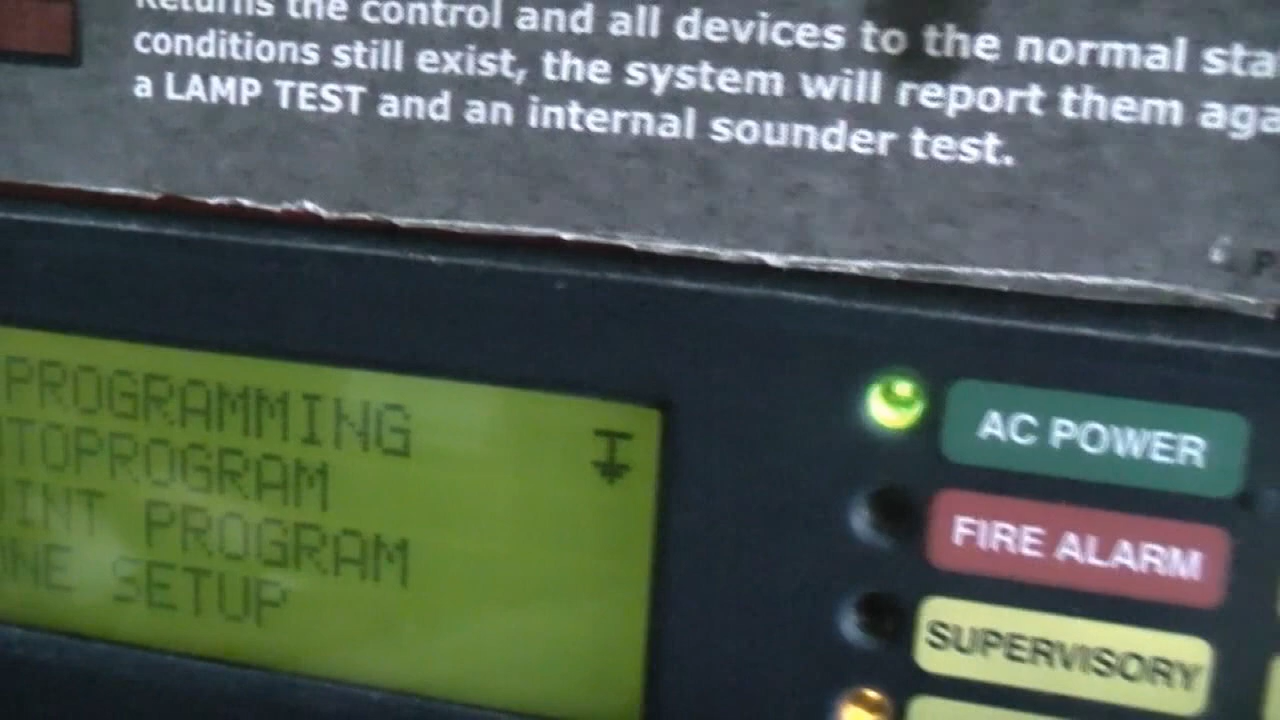 Returns the control and all devices to the normal sta
conditions still exist, the system will report them aga
a LAMP TEST and an internal sounder test.
PROGRAMMING
TOPROGRAM
INT PROGRAM
NE SETUP
AC POWER
FIRE ALARM
SUPERVISORY